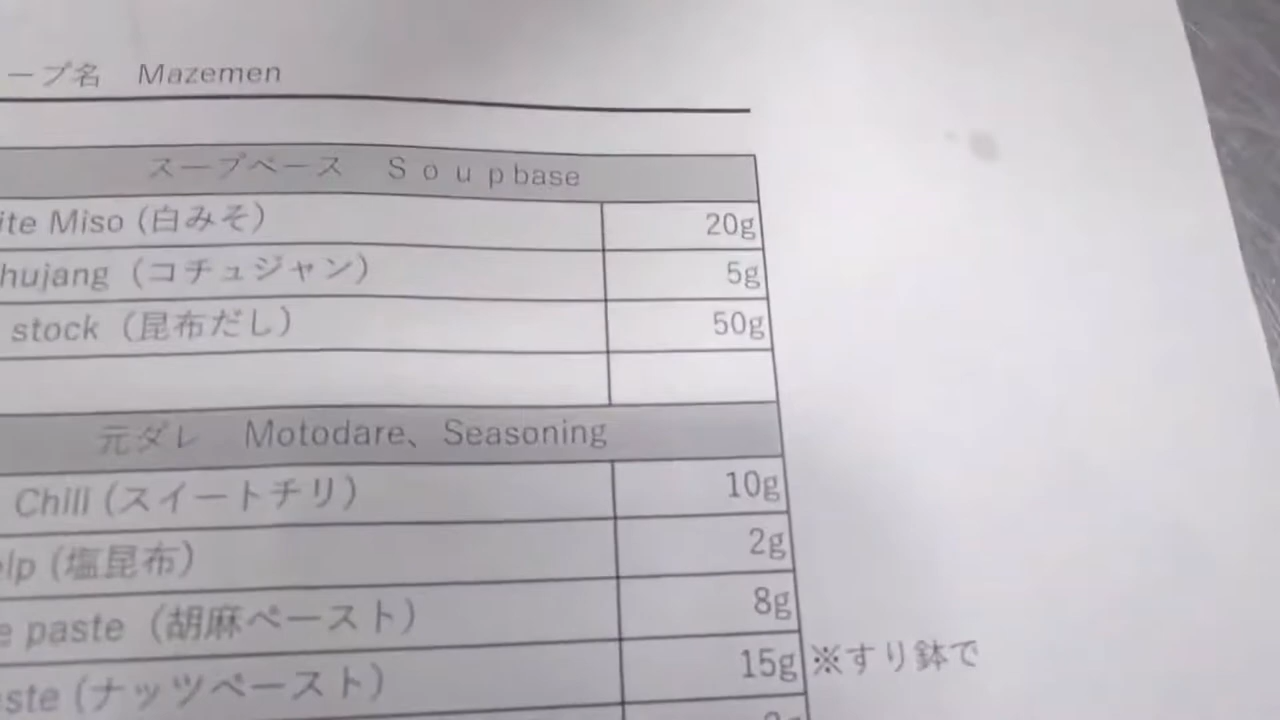 ープ名 Mazemen
スープベース Soupbase
ite Miso (白みそ) 20g
hujang (コチュジャン) 5g
stock (昆布だし) 50g
元ダレ Motodare、Seasoning
Chill (スイートチリ) 10g
elp (塩昆布) 2g
e paste (胡麻ペースト) 8g
ste (ナッツペースト) 15g ※すり鉢で